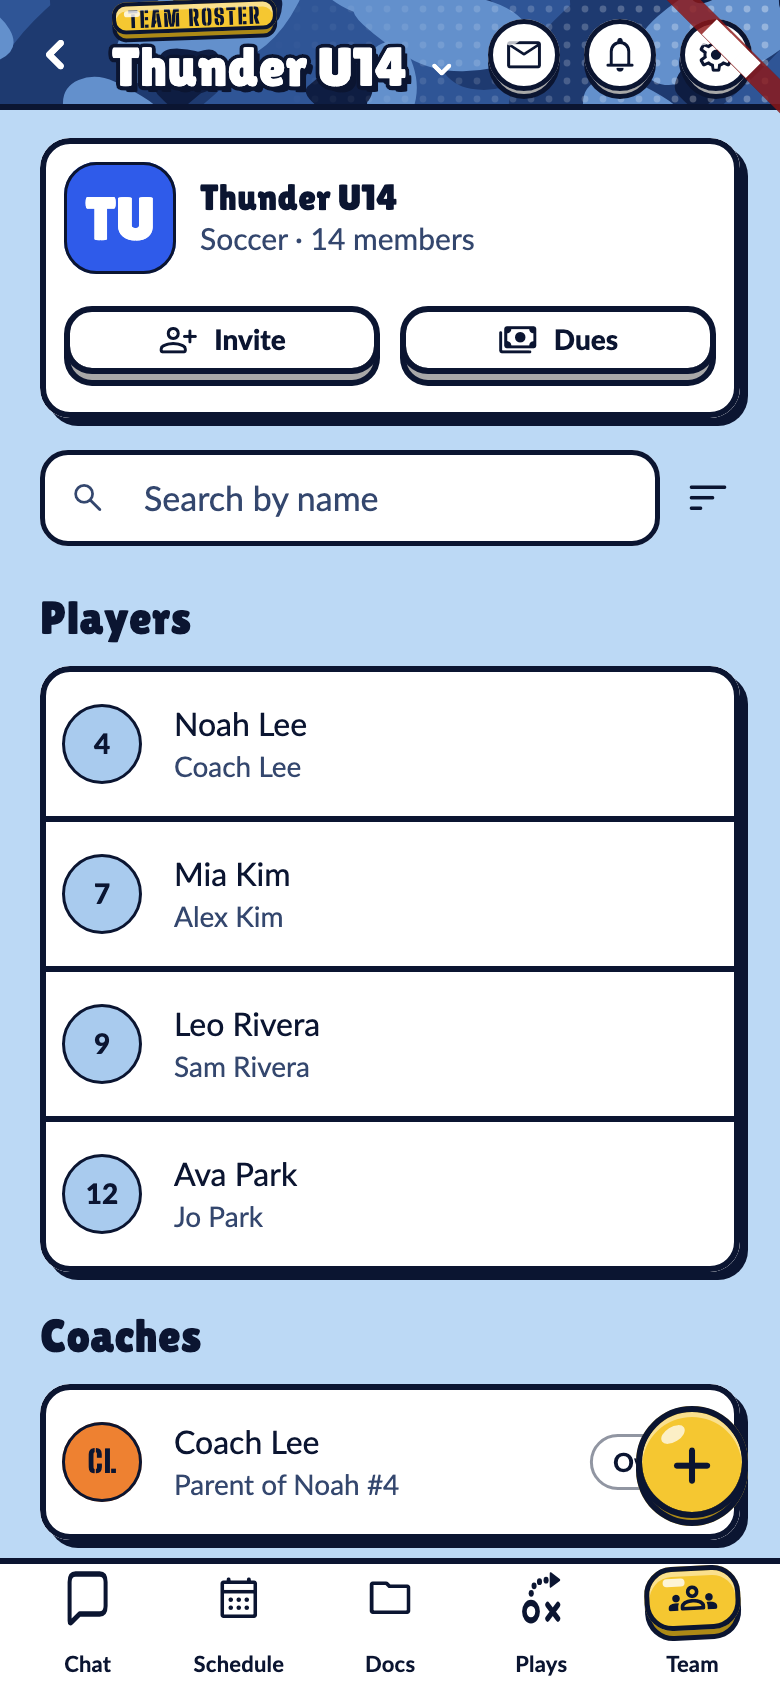 TEAM ROSTER
Thunder U14
TU
Thunder U14
Soccer · 14 members
Invite
Dues
Search by name
Players
4
Noah Lee
Coach Lee
7
Mia Kim
Alex Kim
9
Leo Rivera
Sam Rivera
12
Ava Park
Jo Park
Coaches
CL
Coach Lee
Parent of Noah #4
Chat
Schedule
Docs
Plays
Team